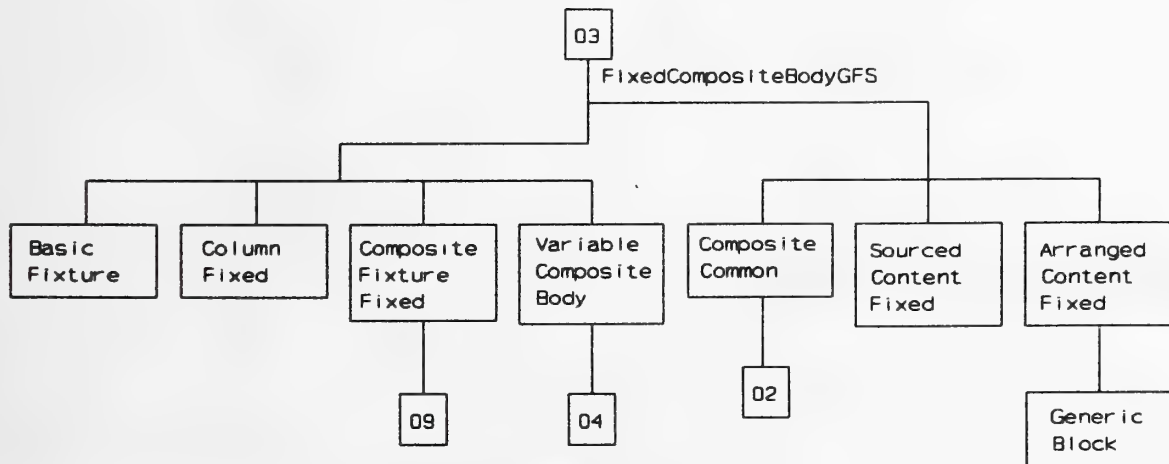 03
FixedCompositeBodyGFS
Basic
Fixture
Column
Fixed
Composite
Fixture
Fixed
Variable
Composite
Body
Composite
Common
Sourced
Content
Fixed
Arranged
Content
Fixed
09
04
02
Generic
Block